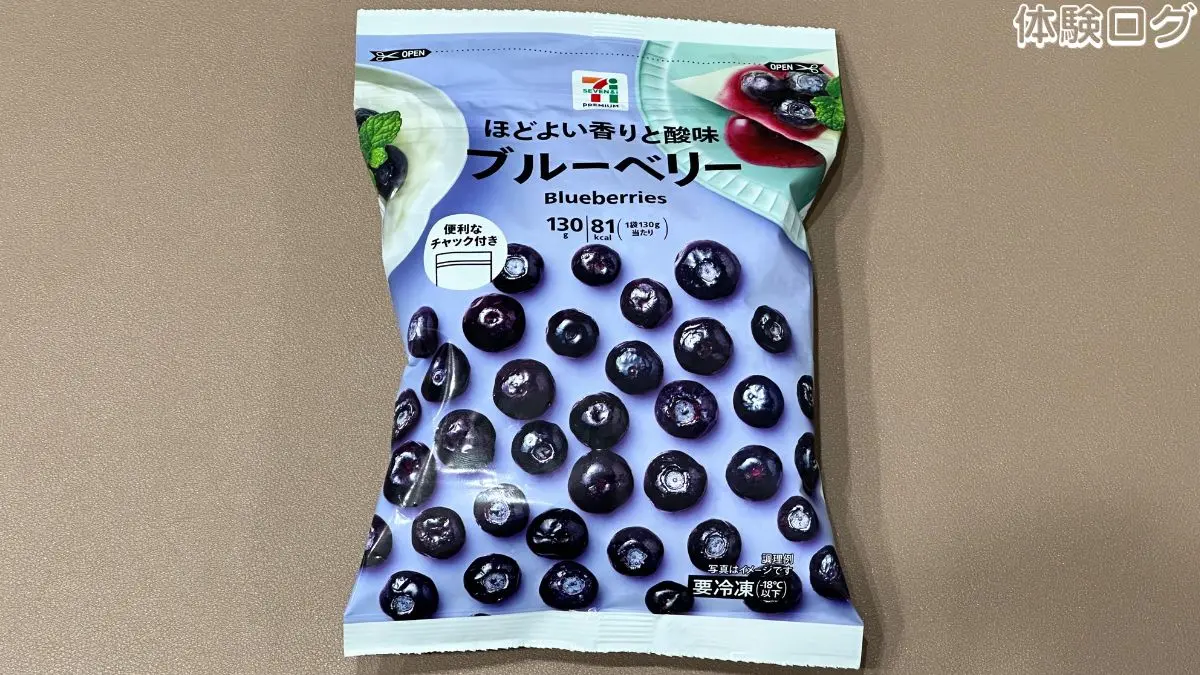 体験ログ
OPEN
OPEN
7i
SEVEN&i
PREMIUM
ほどよい香りと酸味
ブルーベリー
Blueberries
130g 81kcal (1袋130g当たり)
便利な
チャック付き
調理例
写真はイメージです
要冷凍(-18℃以下)